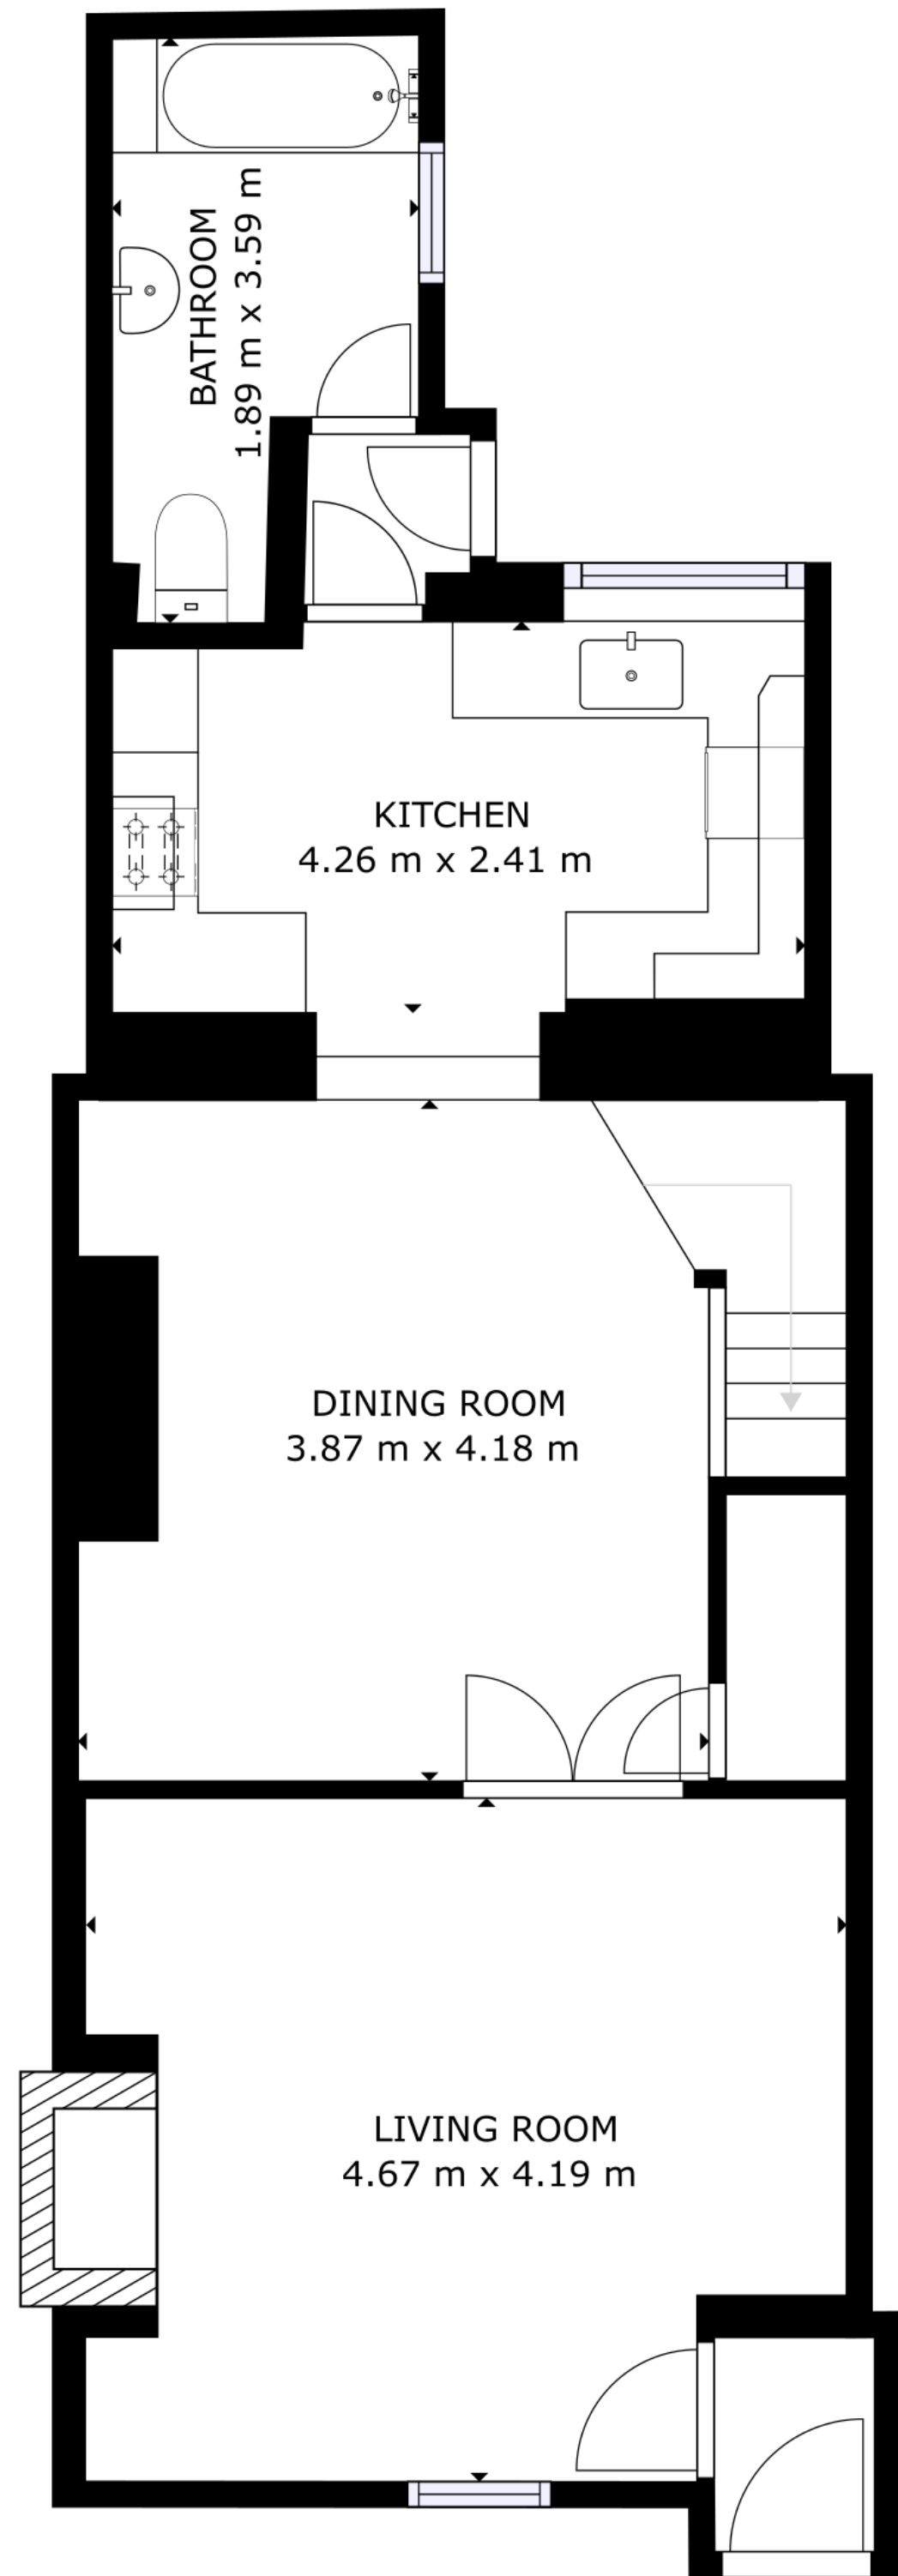 BATHROOM
1.89 m x 3.59 m
KITCHEN
4.26 m x 2.41 m
DINING ROOM
3.87 m x 4.18 m
LIVING ROOM
4.67 m x 4.19 m